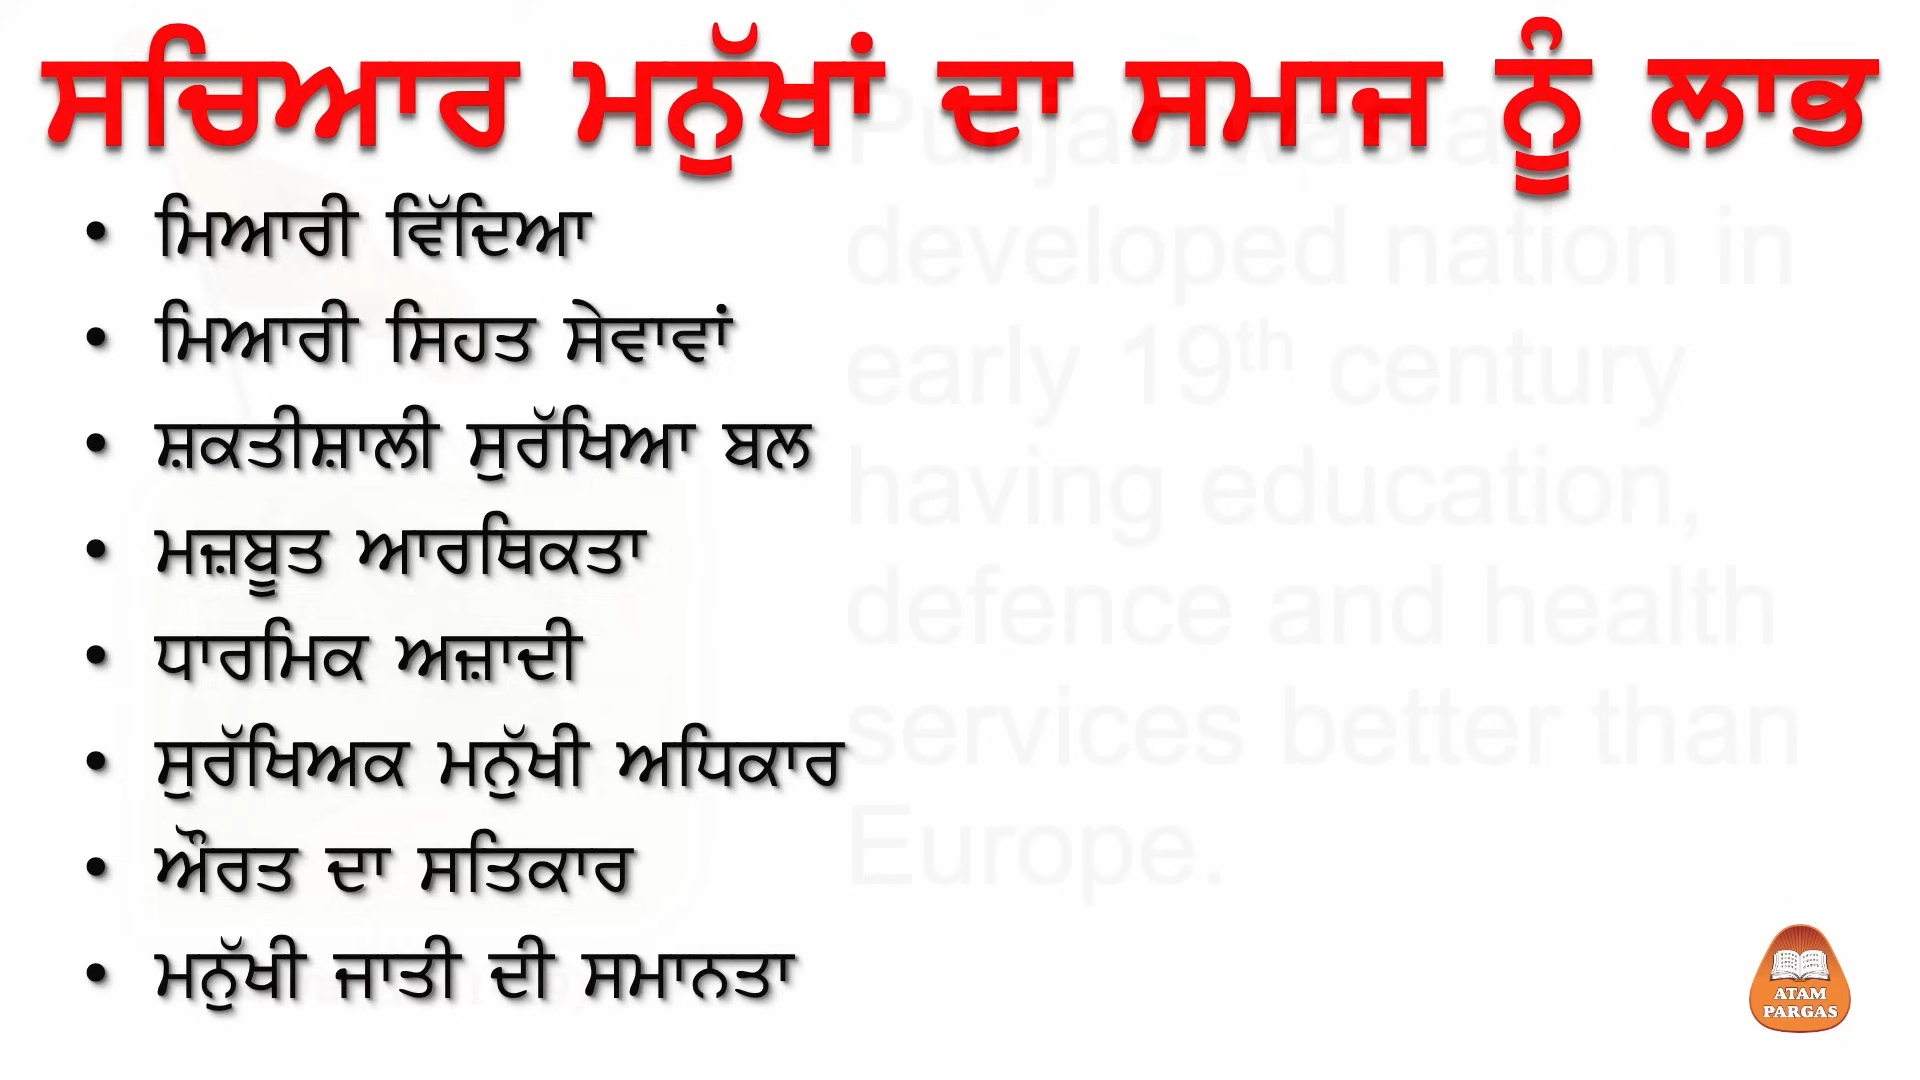 ਸਚਿਆਰ ਮਨੁੱਖਾਂ ਦਾ ਸਮਾਜ ਨੂੰ ਲਾਭ
• ਮਿਆਰੀ ਵਿੱਦਿਆ
• ਮਿਆਰੀ ਸਿਹਤ ਸੇਵਾਵਾਂ
• ਸ਼ਕਤੀਸ਼ਾਲੀ ਸੁਰੱਖਿਆ ਬਲ
• ਮਜ਼ਬੂਤ ਆਰਥਿਕਤਾ
• ਧਾਰਮਿਕ ਅਜ਼ਾਦੀ
• ਸੁਰੱਖਿਅਕ ਮਨੁੱਖੀ ਅਧਿਕਾਰ
• ਔਰਤ ਦਾ ਸਤਿਕਾਰ
• ਮਨੁੱਖੀ ਜਾਤੀ ਦੀ ਸਮਾਨਤਾ
Punjab was a
developed nation in
early 19th century
having education,
defence and health
services better than
Europe.
ATAM
PARGAS